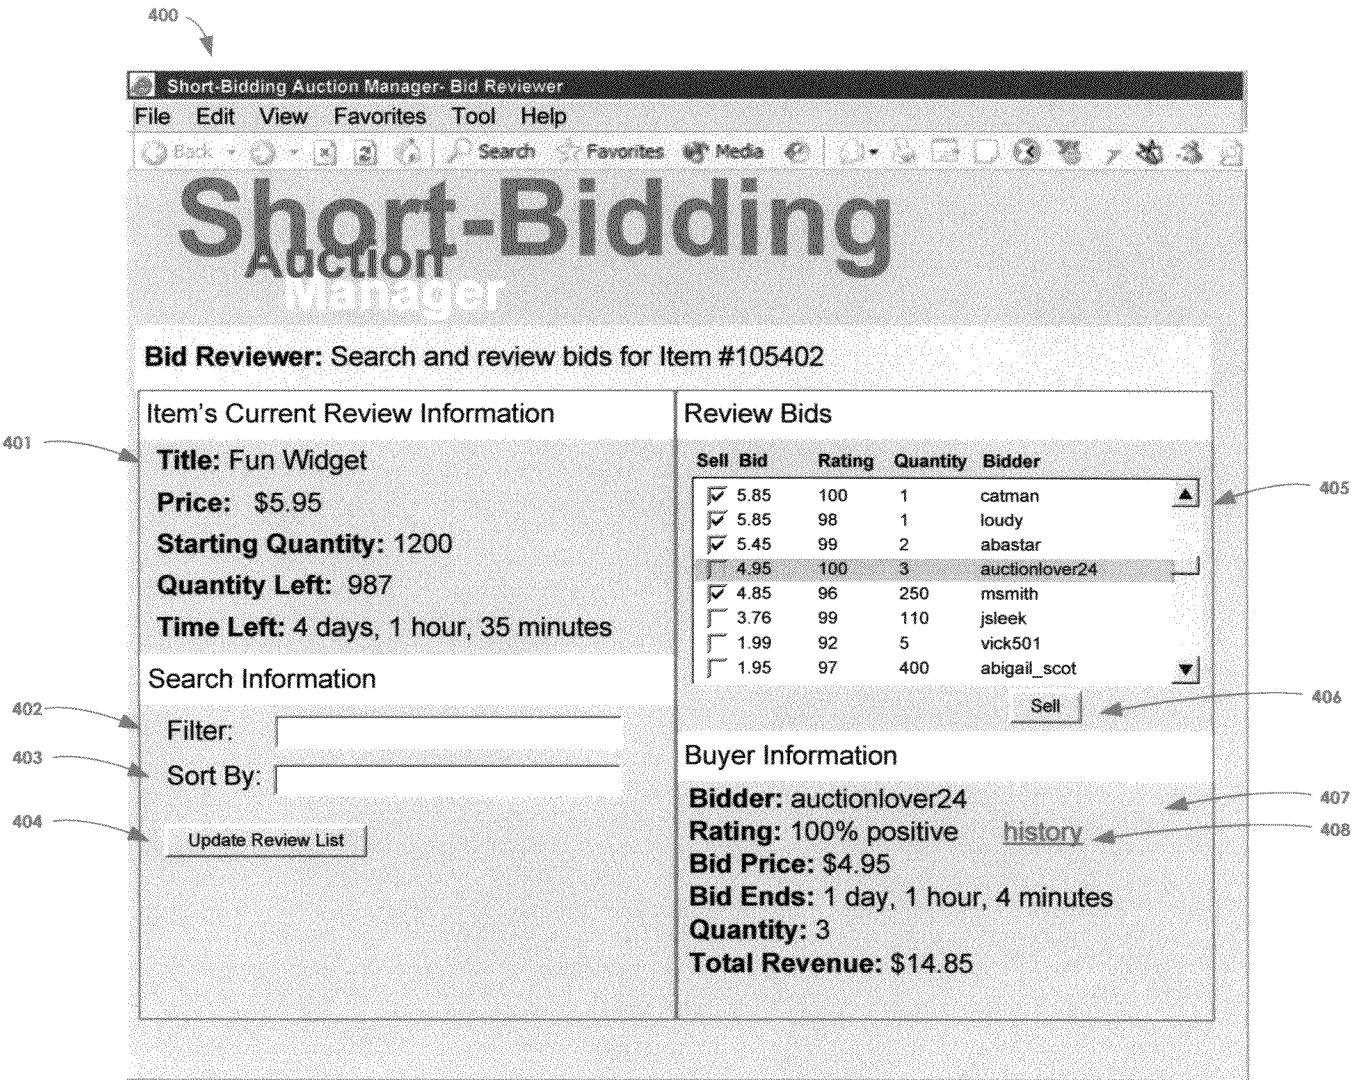 400
Short-Bidding Auction Manager- Bid Reviewer
File Edit View Favorites Tool Help
Back Search Favorites Media
Short-Bidding
Auction
Manager
Bid Reviewer: Search and review bids for Item #105402
Item's Current Review Information
401
Title: Fun Widget
Price: $5.95
Starting Quantity: 1200
Quantity Left: 987
Time Left: 4 days, 1 hour, 35 minutes
Search Information
402
Filter:
403
Sort By:
404
Update Review List
Review Bids
Sell Bid Rating Quantity Bidder
405
5.85 100 1 catman
5.85 98 1 loudy
5.45 99 2 abastar
4.95 100 3 auctionlover24
4.85 96 250 msmith
3.76 99 110 jsleek
1.99 92 5 vick501
1.95 97 400 abigail_scot
Sell
406
Buyer Information
Bidder: auctionlover24
407
Rating: 100% positive history
408
Bid Price: $4.95
Bid Ends: 1 day, 1 hour, 4 minutes
Quantity: 3
Total Revenue: $14.85